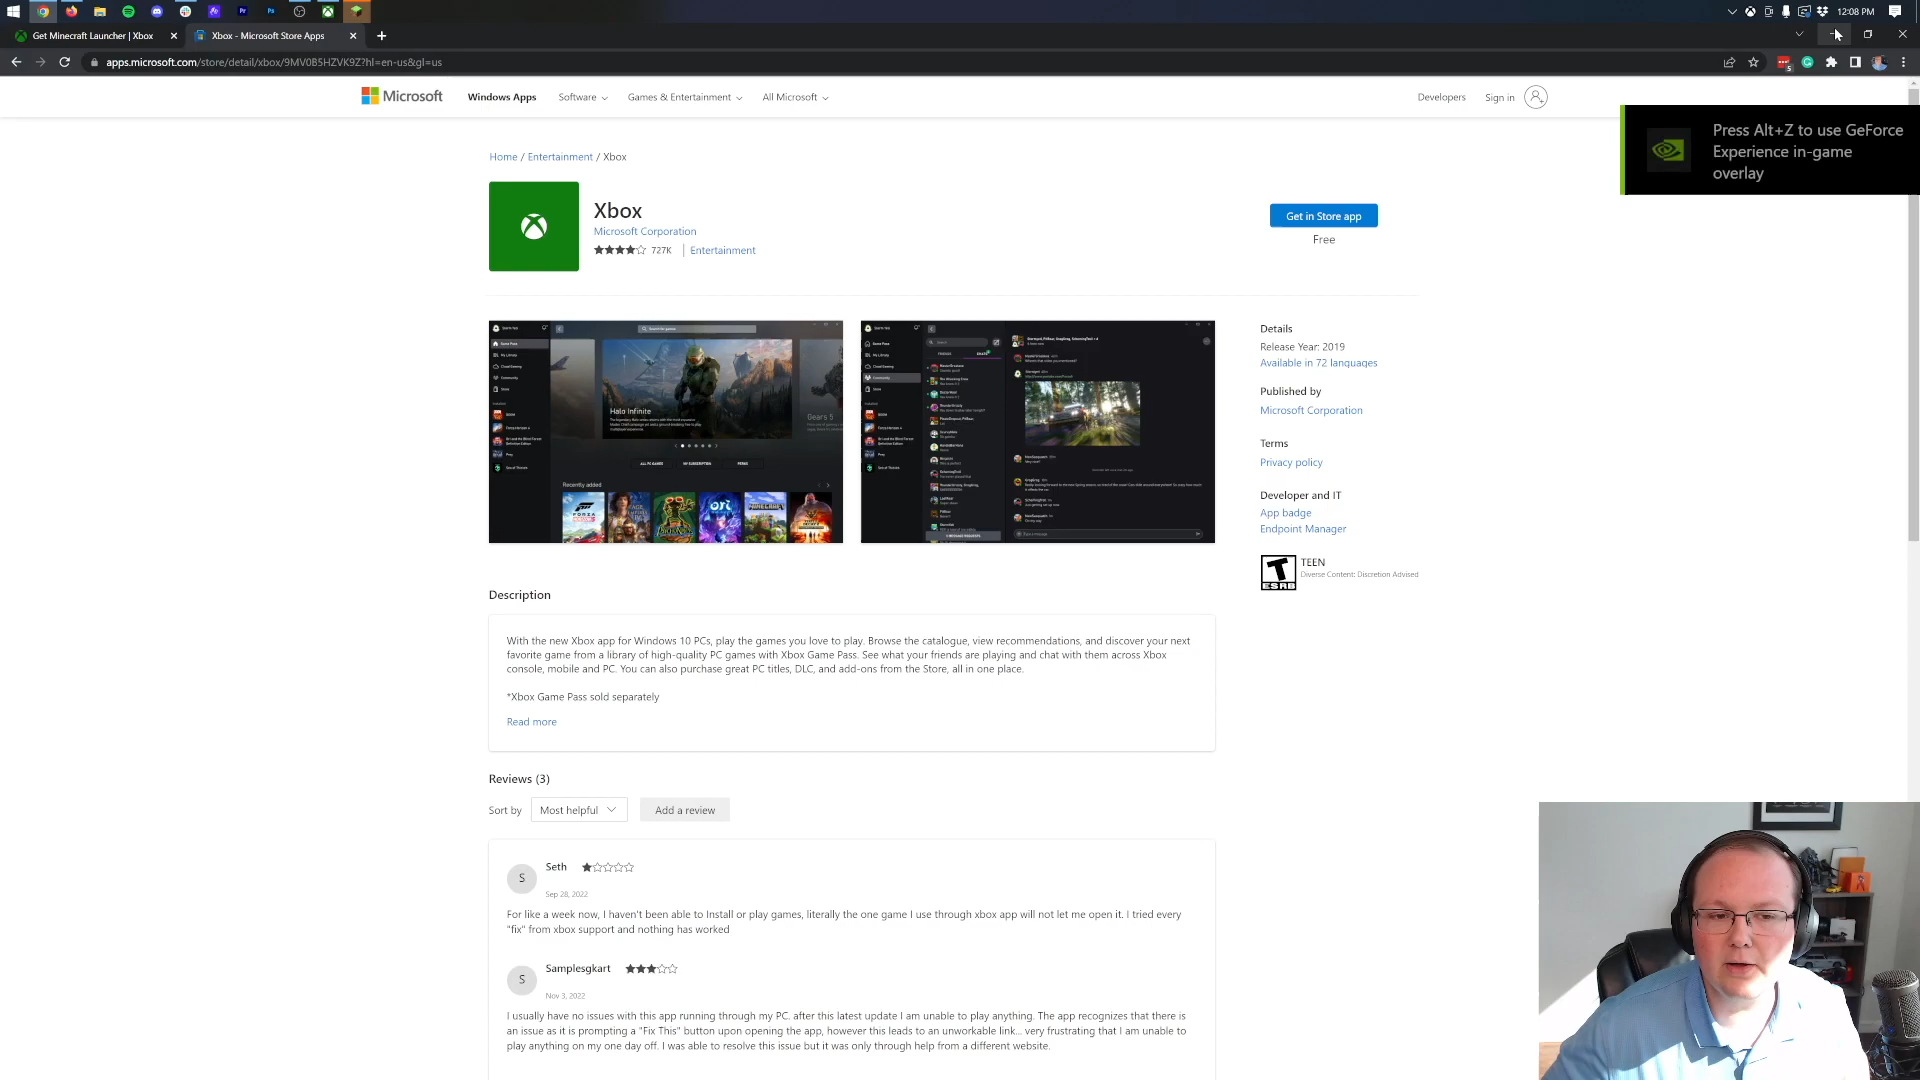 12:08 PM
Get Minecraft Launcher | Xbox
Xbox - Microsoft Store Apps
apps.microsoft.com/store/detail/xbox/9MV0B5HZVK9Z?hl=en-us&gl=us
Microsoft
Windows Apps
Software
Games & Entertainment
All Microsoft
Developers
Sign in
Press Alt+Z to use GeForce
Experience in-game
overlay
Home / Entertainment / Xbox
Xbox
Microsoft Corporation
727K
Entertainment
Get in Store app
Free
Halo Infinite
Gears 5
ALL PC GAMES
MY SUBSCRIPTION
PERKS
Recently added
FORZA
ori
MINECRAFT
Details
Release Year: 2019
Available in 72 languages
Published by
Microsoft Corporation
Terms
Privacy policy
Developer and IT
App badge
Endpoint Manager
T
ESRB
TEEN
Diverse Content: Discretion Advised
Description
With the new Xbox app for Windows 10 PCs, play the games you love to play. Browse the catalogue, view recommendations, and discover your next
favorite game from a library of high-quality PC games with Xbox Game Pass. See what your friends are playing and chat with them across Xbox
console, mobile and PC. You can also purchase great PC titles, DLC, and add-ons from the Store, all in one place.
*Xbox Game Pass sold separately
Read more
Reviews (3)
Sort by
Most helpful
Add a review
S
Seth
Sep 28, 2022
For like a week now, I haven't been able to Install or play games, literally the one game I use through xbox app will not let me open it. I tried every
"fix" from xbox support and nothing has worked
S
Samplesgkart
Nov 3, 2022
I usually have no issues with this app running through my PC. after this latest update I am unable to play anything. The app recognizes that there is
an issue as it is prompting a "Fix This" button upon opening the app, however this leads to an unworkable link... very frustrating that I am unable to
play anything on my one day off. I was able to resolve this issue but it was only through help from a different website.